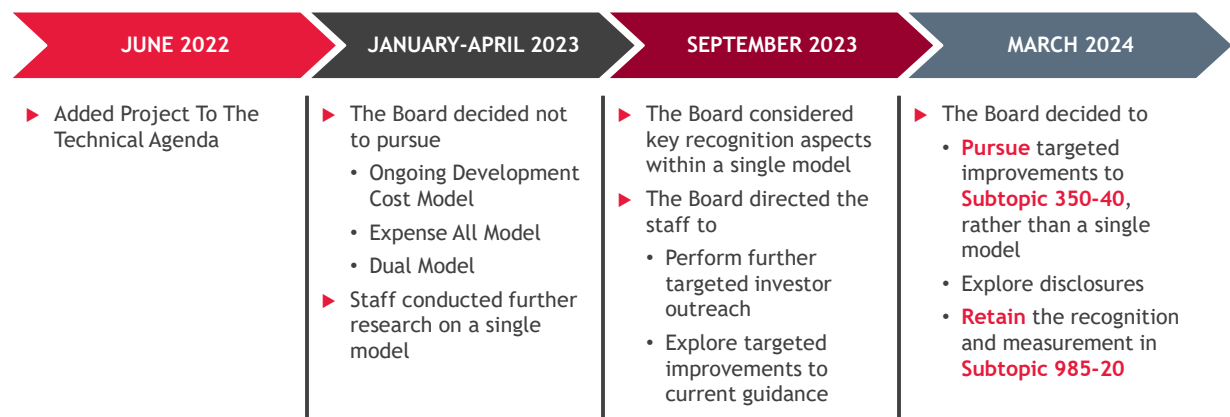 JUNE 2022
Added Project To The
Technical Agenda
JANUARY-APRIL 2023
The Board decided not
to pursue
• Ongoing Development
Cost Model
• Expense All Model
• Dual Model
Staff conducted further
research on a single
model
SEPTEMBER 2023
The Board considered
key recognition aspects
within a single model
The Board directed the
staff to
• Perform further
targeted investor
outreach
• Explore targeted
improvements to
current guidance
MARCH 2024
The Board decided to
• Pursue targeted
improvements to
Subtopic 350-40,
rather than a single
model
• Explore disclosures
• Retain the recognition
and measurement in
Subtopic 985-20